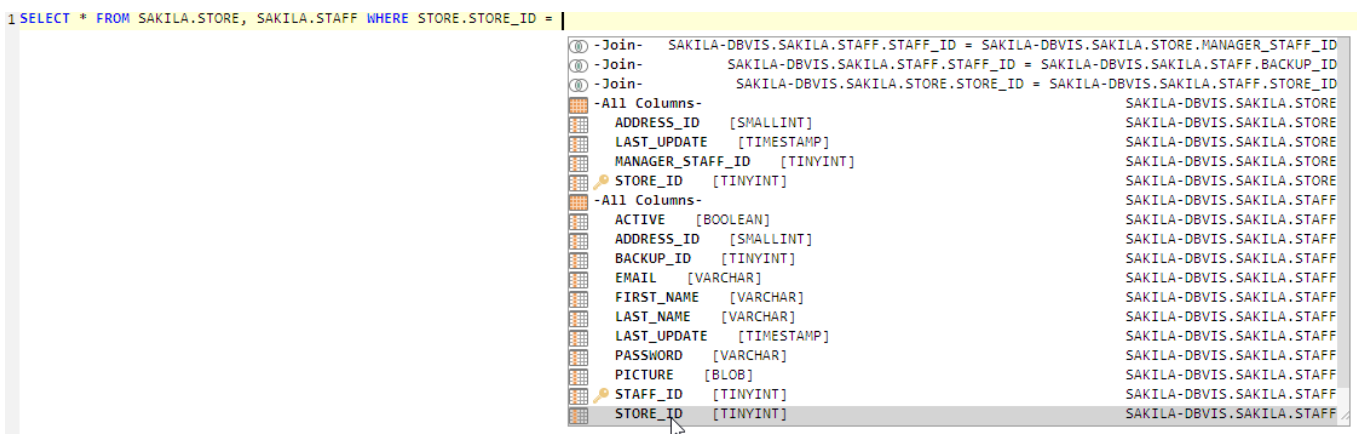 1 SELECT * FROM SAKILA.STORE, SAKILA.STAFF WHERE STORE.STORE_ID =
-Join- SAKILA-DBVIS.SAKILA.STAFF.STAFF_ID = SAKILA-DBVIS.SAKILA.STORE.MANAGER_STAFF_ID
-Join- SAKILA-DBVIS.SAKILA.STAFF.STAFF_ID = SAKILA-DBVIS.SAKILA.STAFF.BACKUP_ID
-Join- SAKILA-DBVIS.SAKILA.STORE.STORE_ID = SAKILA-DBVIS.SAKILA.STAFF.STORE_ID
-All Columns- SAKILA-DBVIS.SAKILA.STORE
ADDRESS_ID [SMALLINT] SAKILA-DBVIS.SAKILA.STORE
LAST_UPDATE [TIMESTAMP] SAKILA-DBVIS.SAKILA.STORE
MANAGER_STAFF_ID [TINYINT] SAKILA-DBVIS.SAKILA.STORE
STORE_ID [TINYINT] SAKILA-DBVIS.SAKILA.STORE
-All Columns- SAKILA-DBVIS.SAKILA.STAFF
ACTIVE [BOOLEAN] SAKILA-DBVIS.SAKILA.STAFF
ADDRESS_ID [SMALLINT] SAKILA-DBVIS.SAKILA.STAFF
BACKUP_ID [TINYINT] SAKILA-DBVIS.SAKILA.STAFF
EMAIL [VARCHAR] SAKILA-DBVIS.SAKILA.STAFF
FIRST_NAME [VARCHAR] SAKILA-DBVIS.SAKILA.STAFF
LAST_NAME [VARCHAR] SAKILA-DBVIS.SAKILA.STAFF
LAST_UPDATE [TIMESTAMP] SAKILA-DBVIS.SAKILA.STAFF
PASSWORD [VARCHAR] SAKILA-DBVIS.SAKILA.STAFF
PICTURE [BLOB] SAKILA-DBVIS.SAKILA.STAFF
STAFF_ID [TINYINT] SAKILA-DBVIS.SAKILA.STAFF
STORE_ID [TINYINT] SAKILA-DBVIS.SAKILA.STAFF